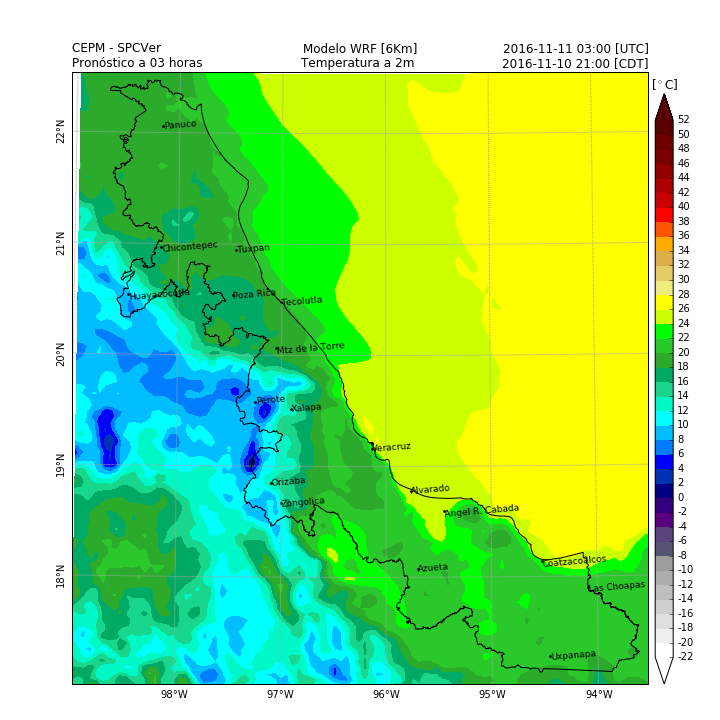 CEPM - SPCVer Modelo WRF [6Km] 2016-11-11 03:00 [UTC]
Pronóstico a 03 horas Temperatura a 2m 2016-11-10 21:00 [CDT]
[°C]
52
50
48
46
44
42
40
38
36
34
32
30
28
26
24
22
20
18
16
14
12
10
8
6
4
2
0
-2
-4
-6
-8
-10
-12
-14
-16
-18
-20
-22
22°N
21°N
20°N
19°N
18°N
Panuco
Chicontepec
Tuxpan
Huayacocotla
Poza Rica
Tecolutla
Mtz de la Torre
Perote
Xalapa
Veracruz
Orizaba
Alvarado
Zongolica
Angel R. Cabada
Azueta
Coatzacoalcos
Las Choapas
Uxpanapa
98°W 97°W 96°W 95°W 94°W